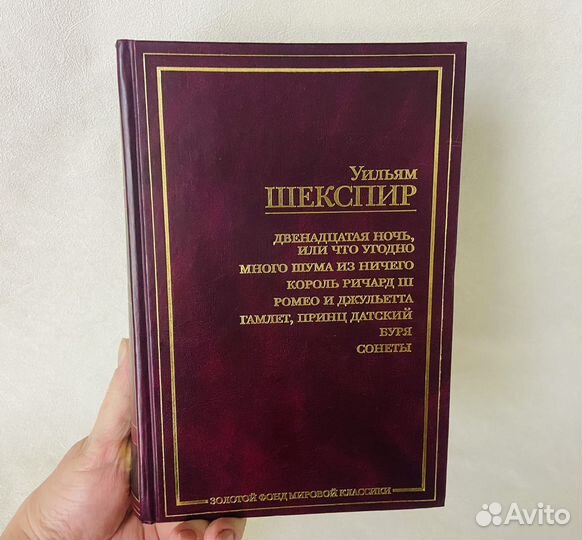 Уильям
ШЕКСПИР
ДВЕНАДЦАТАЯ НОЧЬ,
ИЛИ ЧТО УГОДНО
МНОГО ШУМА ИЗ НИЧЕГО
КОРОЛЬ РИЧАРД III
РОМЕО И ДЖУЛЬЕТТА
ГАМЛЕТ, ПРИНЦ ДАТСКИЙ
БУРЯ
СОНЕТЫ
ЗОЛОТОЙ ФОНД МИРОВОЙ КЛАССИКИ
Avito